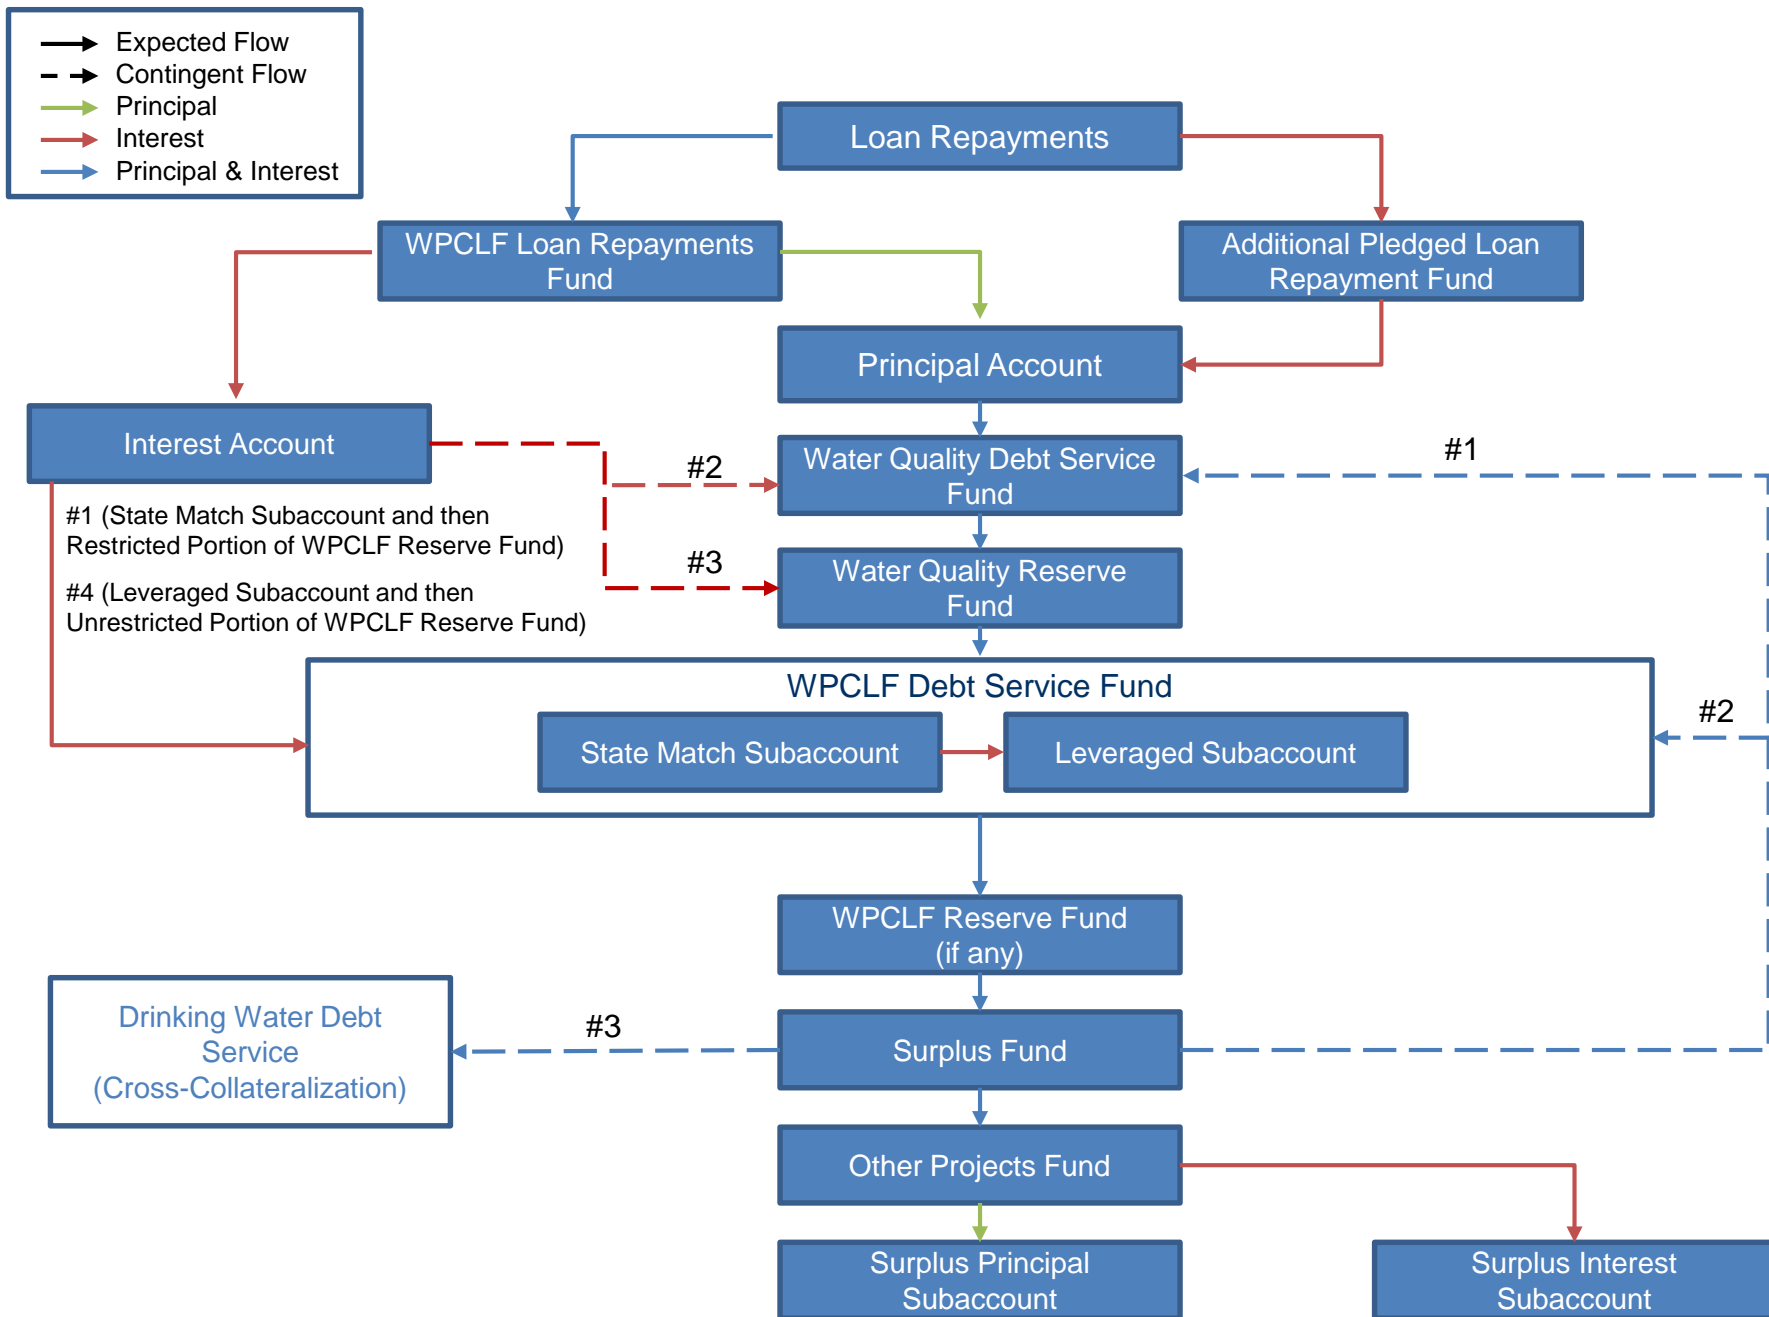 Expected Flow
Contingent Flow
Principal
Interest
Principal & Interest
Loan Repayments
WPCLF Loan Repayments
Fund
Additional Pledged Loan
Repayment Fund
Principal Account
Interest Account
#2
Water Quality Debt Service
Fund
#1
#1 (State Match Subaccount and then
Restricted Portion of WPCLF Reserve Fund)
#3
Water Quality Reserve
Fund
#4 (Leveraged Subaccount and then
Unrestricted Portion of WPCLF Reserve Fund)
WPCLF Debt Service Fund
#2
State Match Subaccount
Leveraged Subaccount
WPCLF Reserve Fund
(if any)
Drinking Water Debt
Service
(Cross-Collateralization)
#3
Surplus Fund
Other Projects Fund
Surplus Principal
Subaccount
Surplus Interest
Subaccount